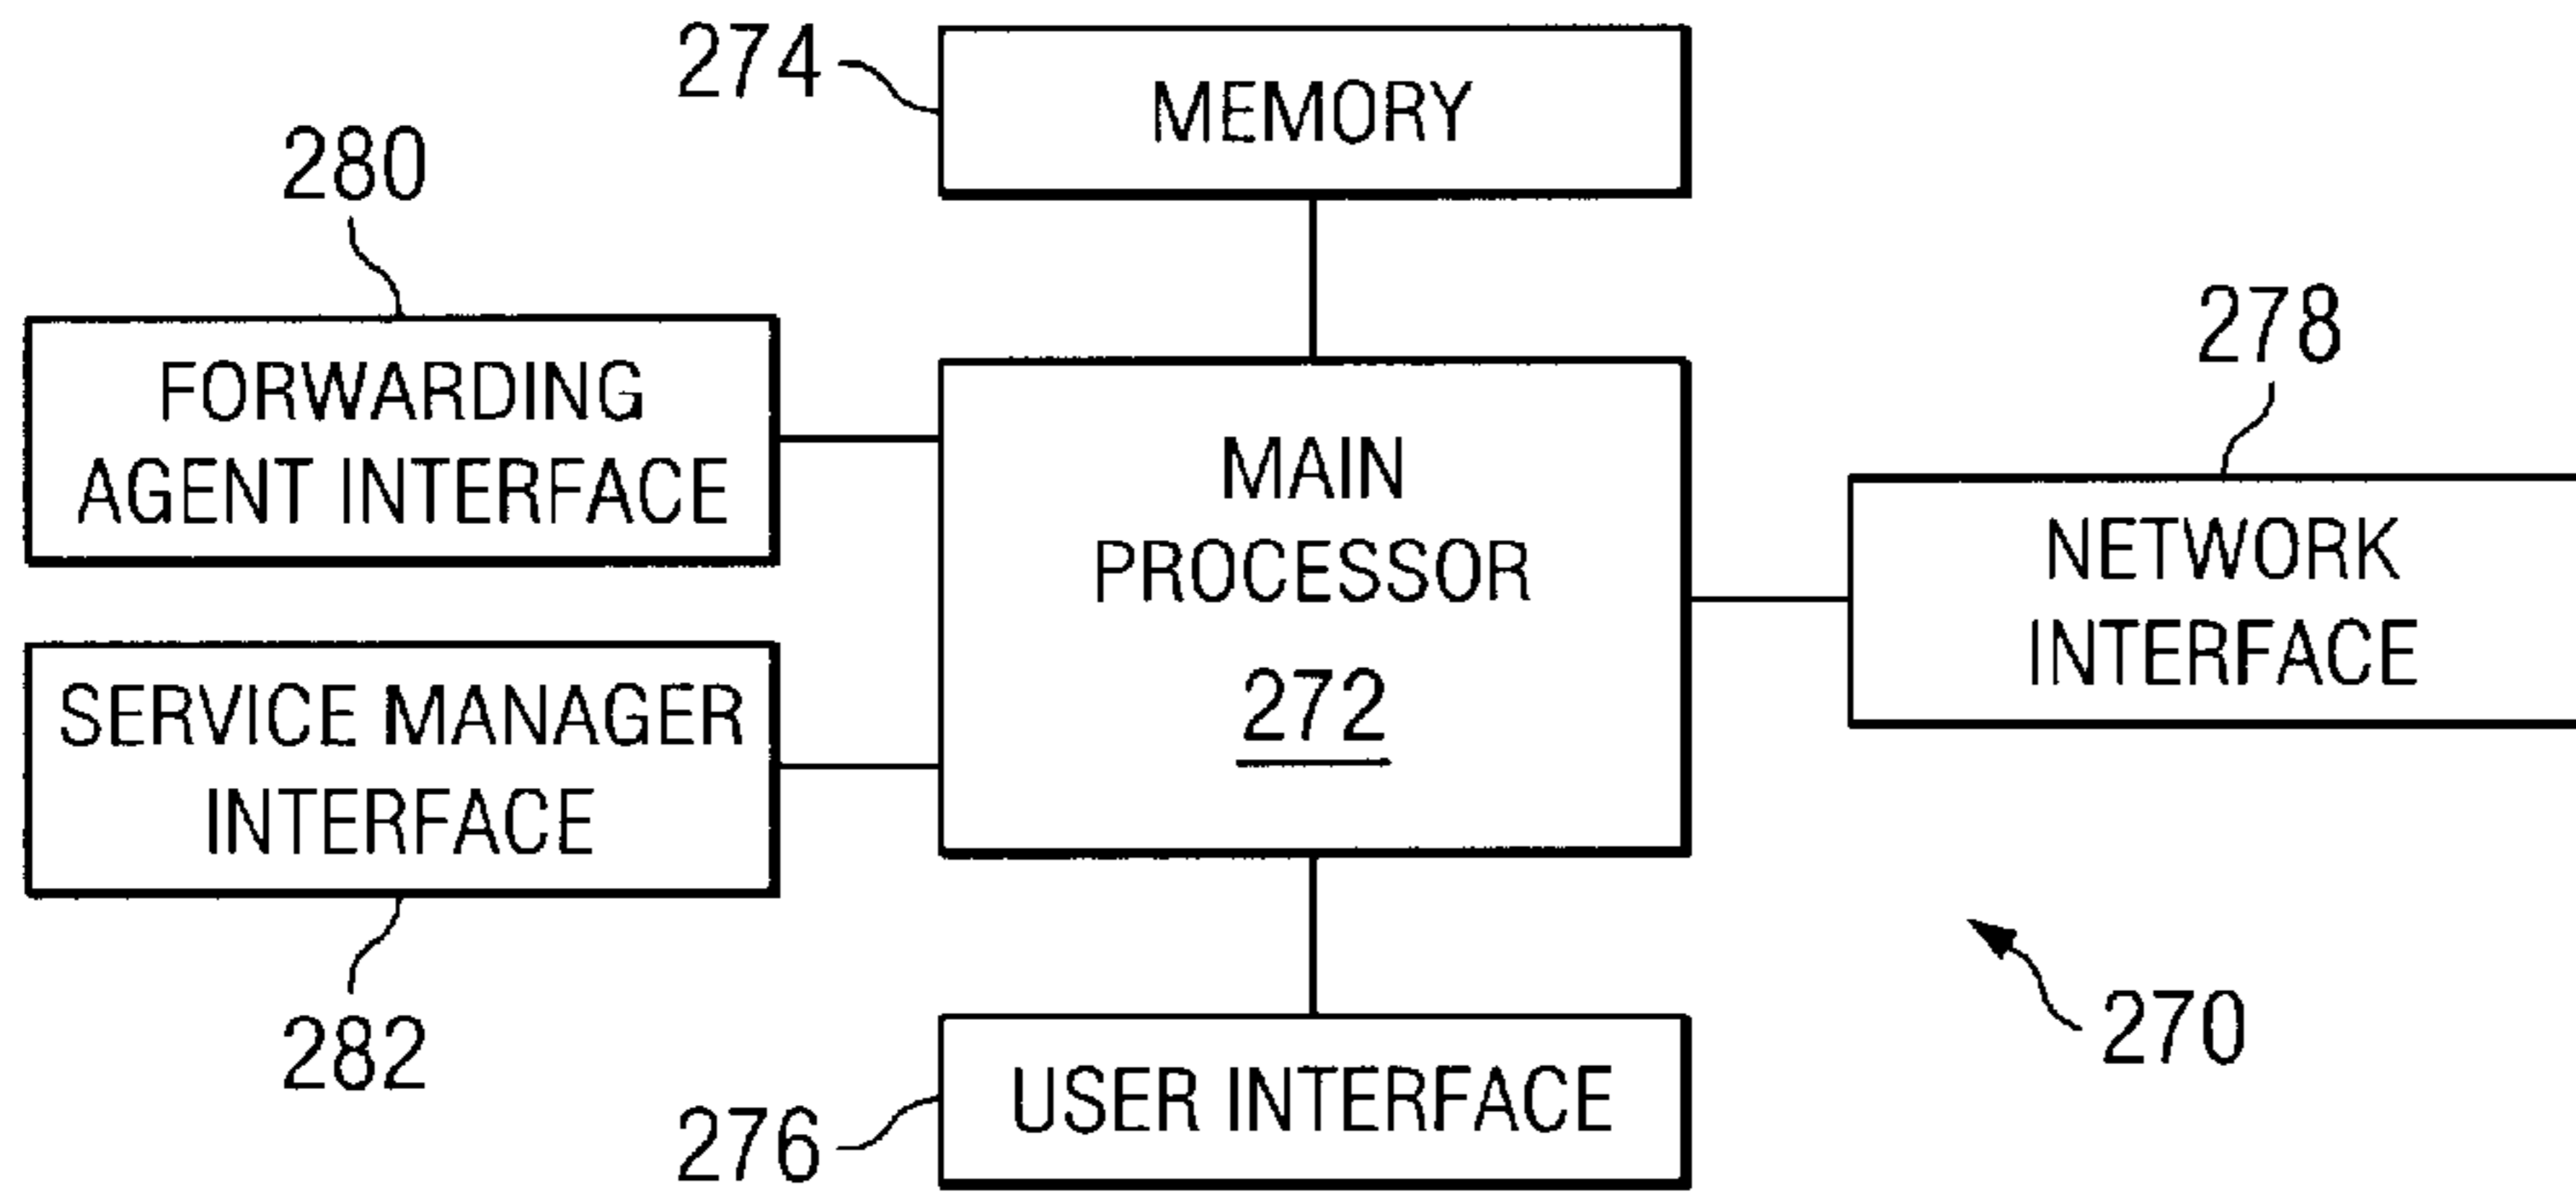 274
MEMORY
280
FORWARDING
AGENT INTERFACE
278
MAIN
PROCESSOR
272
NETWORK
INTERFACE
SERVICE MANAGER
INTERFACE
282
270
276
USER INTERFACE